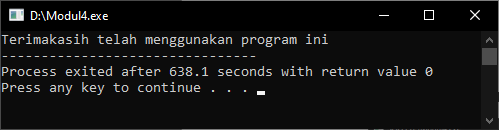 D:\Modul4.exe
Terimakasih telah menggunakan program ini
--------------------------------
Process exited after 638.1 seconds with return value 0
Press any key to continue . . .